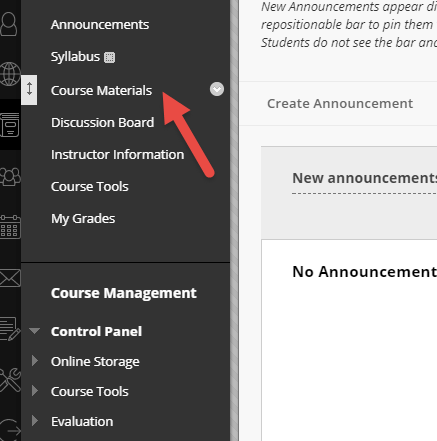 Announcements
Syllabus
Course Materials
Discussion Board
Instructor Information
Course Tools
My Grades
Course Management
Control Panel
Online Storage
Course Tools
Evaluation
New Announcements appear di
repositionable bar to pin them
Students do not see the bar and
Create Announcement
New announcements
No Announcement